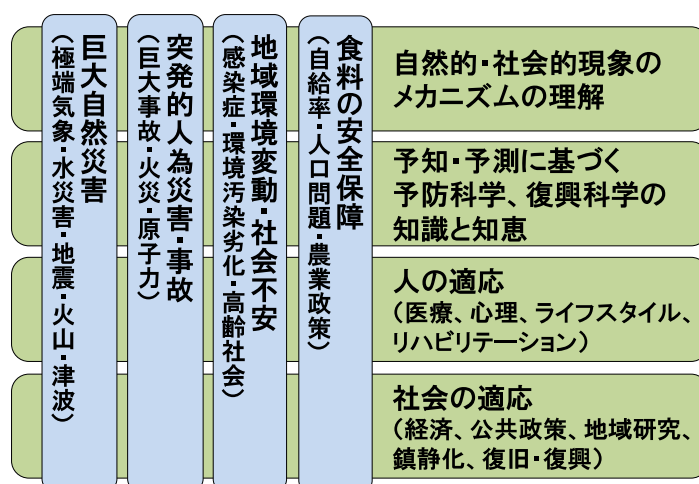 巨大自然災害
（極端気象・水災害・地震・火山・津波）
突発的人為災害・事故
（巨大事故・火災・原子力）
地域環境変動・社会不安
（感染症・環境汚染劣化・高齢社会）
食料の安全保障
（自給率・人口問題・農業政策）
自然的・社会的現象の
メカニズムの理解
予知・予測に基づく
予防科学、復興科学の
知識と知恵
人の適応
（医療、心理、ライフスタイル、
リハビリテーション）
社会の適応
（経済、公共政策、地域研究、
鎮静化、復旧・復興）